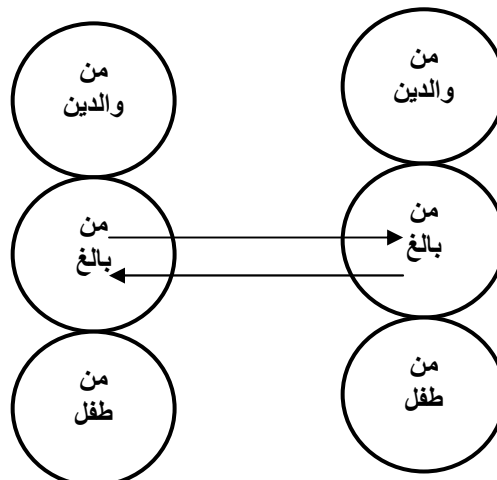 من
والدين
من
والدين
من
بالغ
من
بالغ
من
طفل
من
طفل